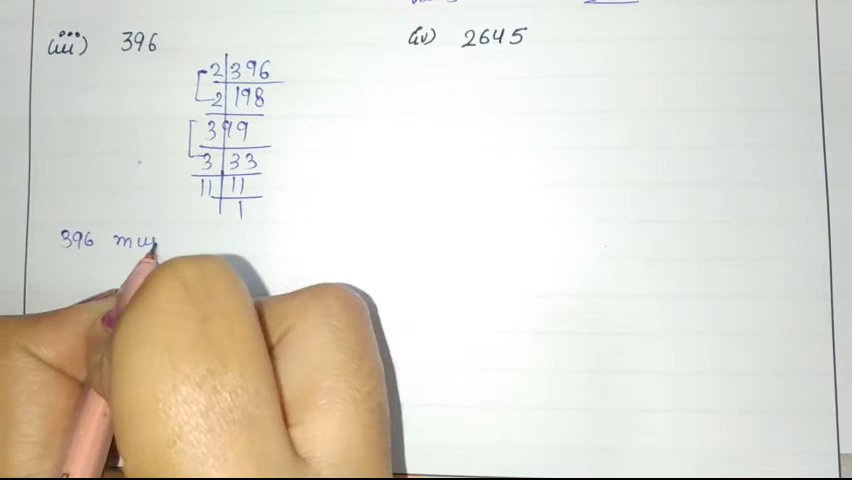 (iii) 396
2 396
2 198
3 99
3 33
11 11
1
396 mu
(iv) 2645